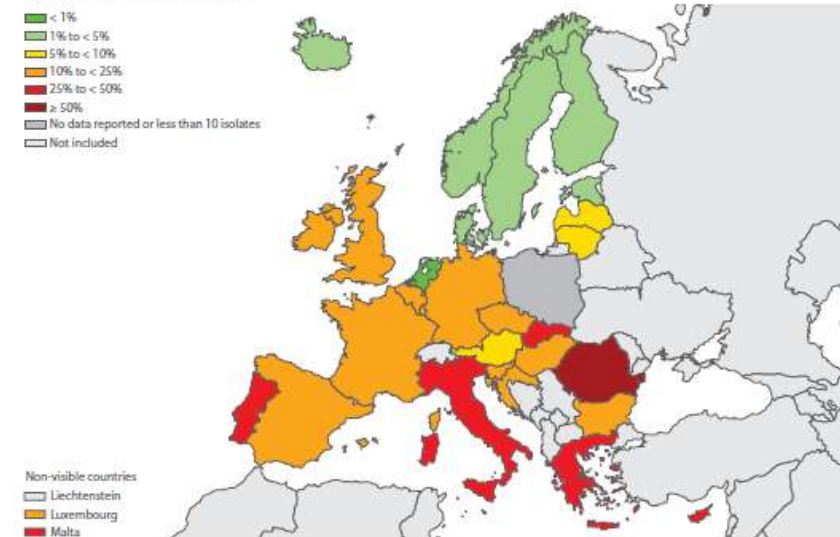 < 1%
1% to < 5%
5% to < 10%
10% to < 25%
25% to < 50%
≥ 50%
No data reported or less than 10 isolates
Not included
Non-visible countries
Liechtenstein
Luxembourg
Malta